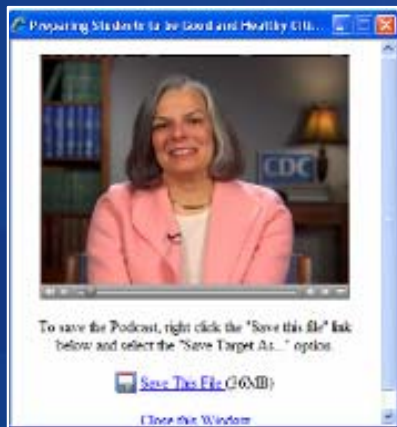 Preparing Students to be Good and Healthy Citi...
CDC
To save the Podcast, right click the "Save this file" link
below and select the "Save Target As..." option
Save This File (36MB)
Close this Window